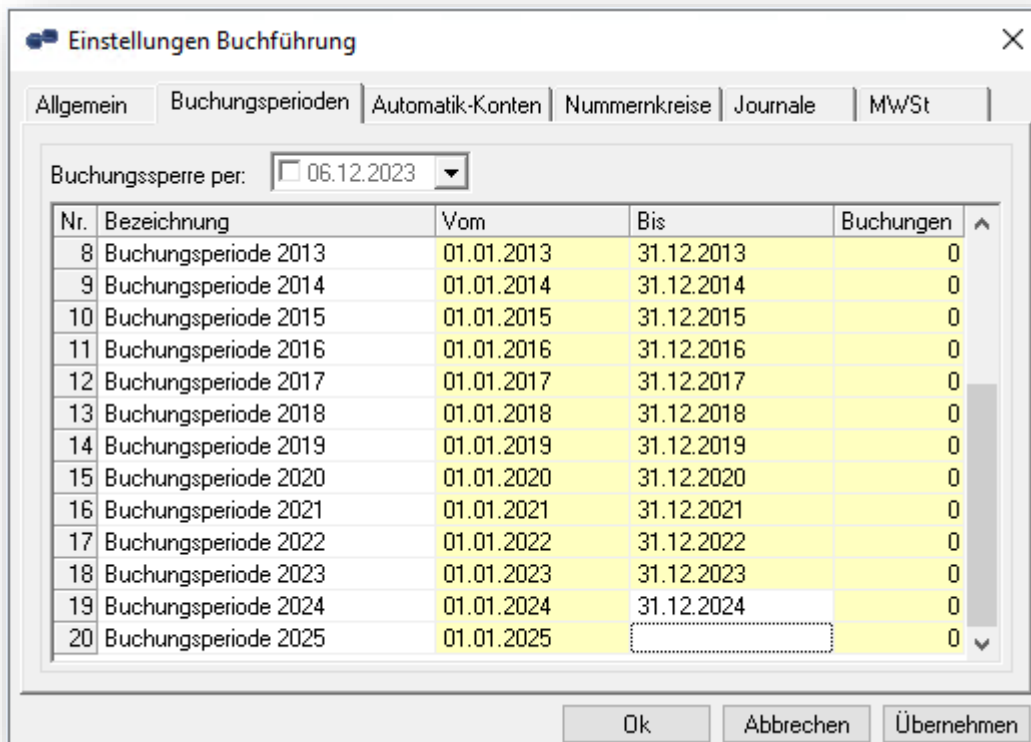 Einstellungen Buchführung
Allgemein Buchungsperioden Automatik-Konten Nummernkreise Journale MWSt
Buchungssperre per: 06.12.2023
Nr. Bezeichnung Vom Bis Buchungen
8 Buchungsperiode 2013 01.01.2013 31.12.2013 0
9 Buchungsperiode 2014 01.01.2014 31.12.2014 0
10 Buchungsperiode 2015 01.01.2015 31.12.2015 0
11 Buchungsperiode 2016 01.01.2016 31.12.2016 0
12 Buchungsperiode 2017 01.01.2017 31.12.2017 0
13 Buchungsperiode 2018 01.01.2018 31.12.2018 0
14 Buchungsperiode 2019 01.01.2019 31.12.2019 0
15 Buchungsperiode 2020 01.01.2020 31.12.2020 0
16 Buchungsperiode 2021 01.01.2021 31.12.2021 0
17 Buchungsperiode 2022 01.01.2022 31.12.2022 0
18 Buchungsperiode 2023 01.01.2023 31.12.2023 0
19 Buchungsperiode 2024 01.01.2024 31.12.2024 0
20 Buchungsperiode 2025 01.01.2025 0
Ok Abbrechen Übernehmen